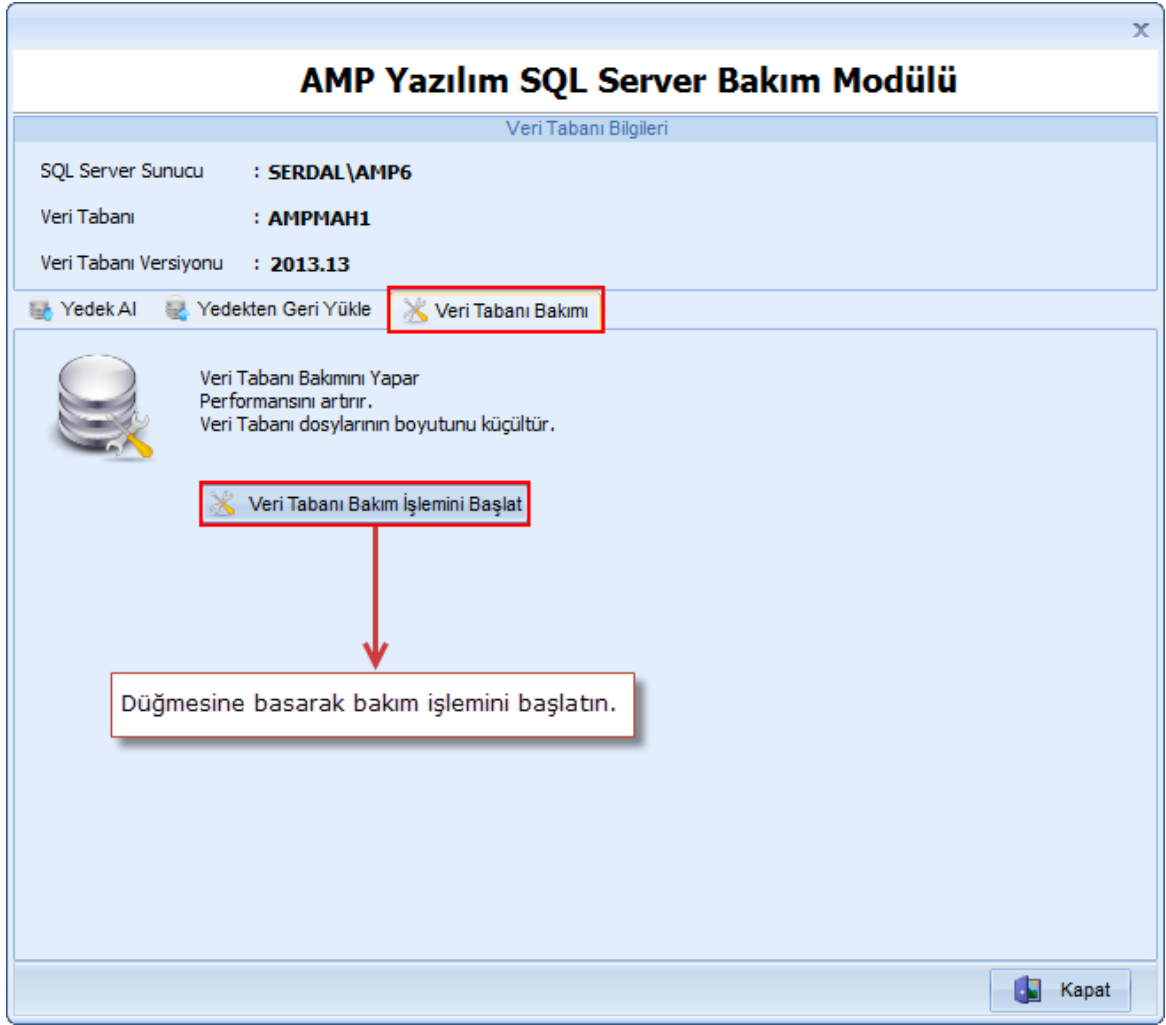 AMP Yazılım SQL Server Bakım Modülü
Veri Tabanı Bilgileri
SQL Server Sunucu : SERDAL\AMP6
Veri Tabanı : AMPMAH1
Veri Tabanı Versiyonu : 2013.13
Yedek Al Yedekten Geri Yükle Veri Tabanı Bakımı
Veri Tabanı Bakımını Yapar
Performansını artırır.
Veri Tabanı dosylarının boyutunu küçültür.
Veri Tabanı Bakım İşlemini Başlat
Düğmesine basarak bakım işlemini başlatın.
Kapat